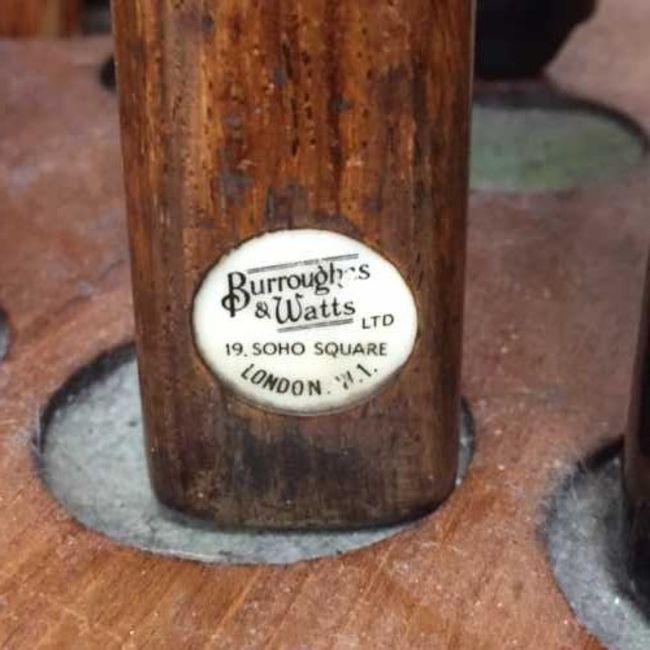 Burroughes
& Watts
LTD
19. SOHO SQUARE
LONDON. W.1.